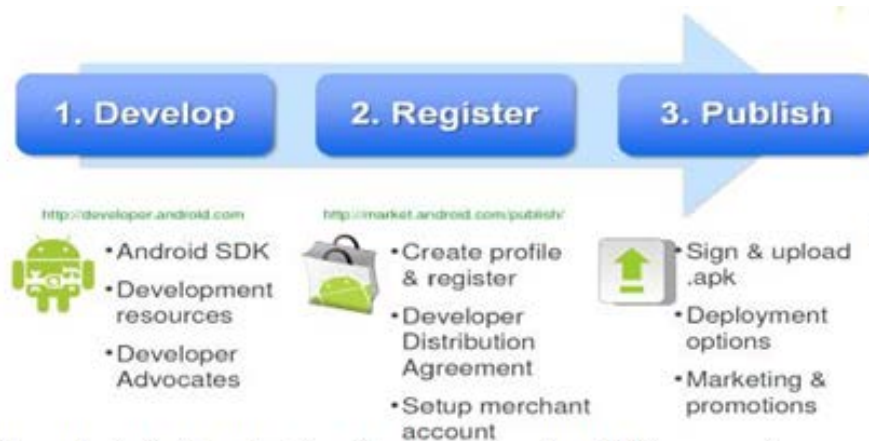 1. Develop
2. Register
3. Publish
http://developer.android.com
• Android SDK
• Development
resources
• Developer
Advocates
http://market.android.com/publish/
• Create profile
& register
• Developer
Distribution
Agreement
• Setup merchant
account
• Sign & upload
.apk
• Deployment
options
• Marketing &
promotions